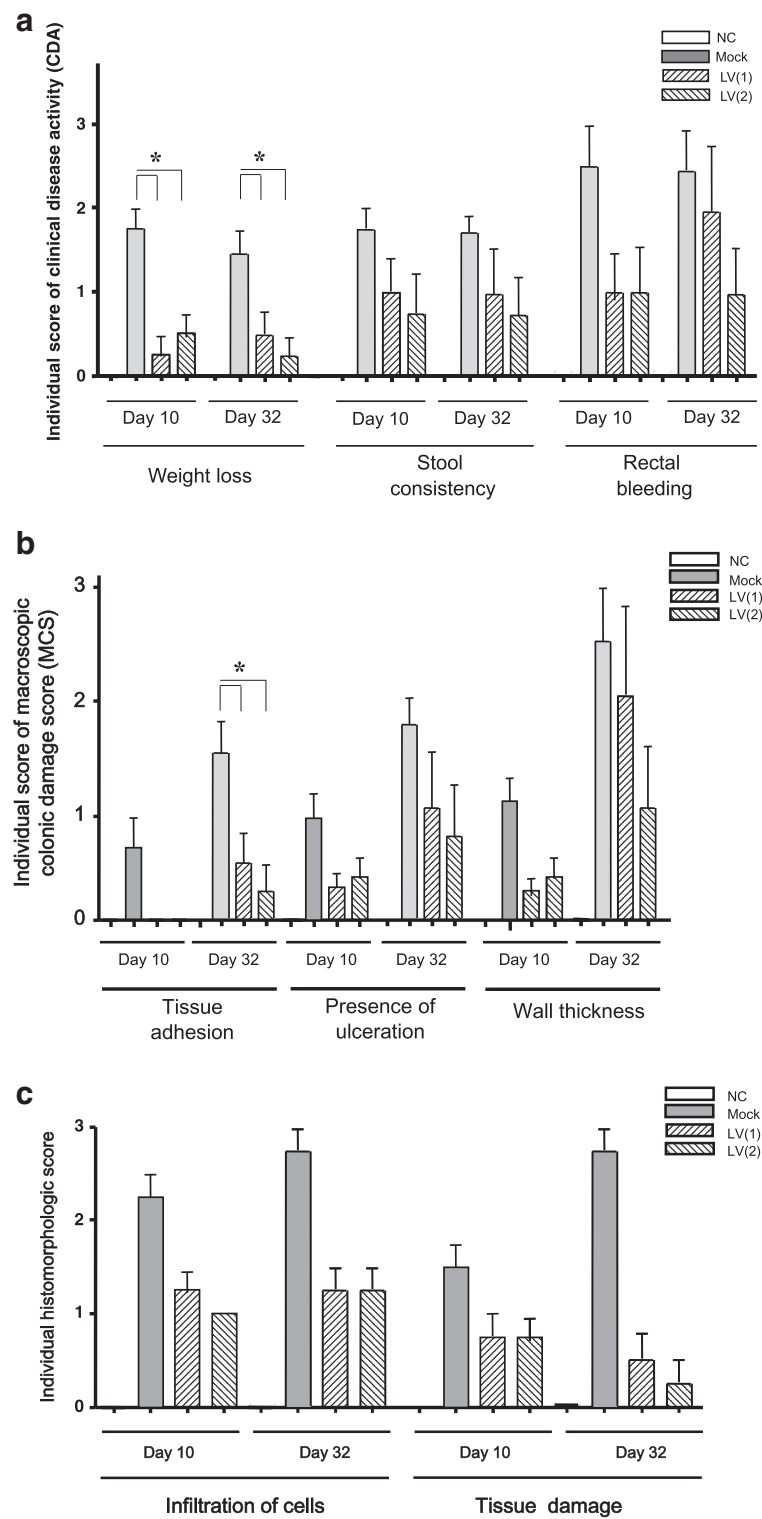 a
Individual score of clinical disease activity (CDA)
NC
Mock
LV(1)
LV(2)
3
2
1
0
*
*
Day 10
Day 32
Day 10
Day 32
Day 10
Day 32
Weight loss
Stool
consistency
Rectal
bleeding
b
Individual score of macroscopic
colonic damage score (MCS)
NC
Mock
LV(1)
LV(2)
3
2
1
0
*
Day 10
Day 32
Day 10
Day 32
Day 10
Day 32
Tissue
adhesion
Presence of
ulceration
Wall thickness
c
Individual histomorphologic score
NC
Mock
LV(1)
LV(2)
3
2
1
0
Day 10
Day 32
Day 10
Day 32
Infiltration of cells
Tissue damage